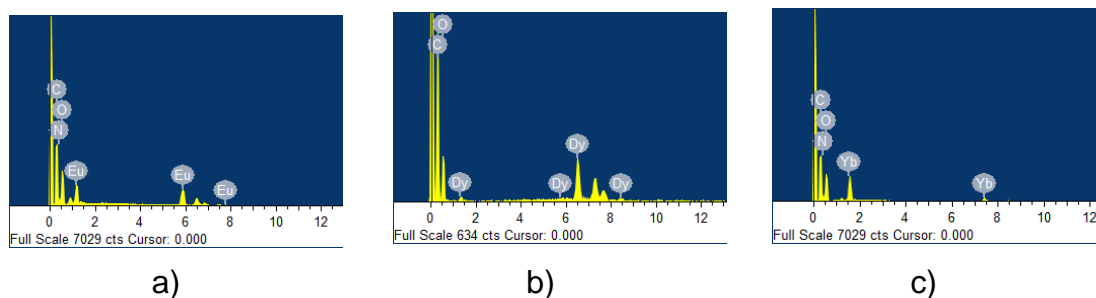 C
O
N
Eu
Eu
Eu
0 2 4 6 8 10 12
Full Scale 7029 cts Cursor: 0.000
a)
O
C
Dy
Dy
Dy
Dy
0 2 4 6 8 10 12
Full Scale 634 cts Cursor: 0.000
b)
C
O
N
Yb
Yb
0 2 4 6 8 10 12
Full Scale 7029 cts Cursor: 0.000
c)